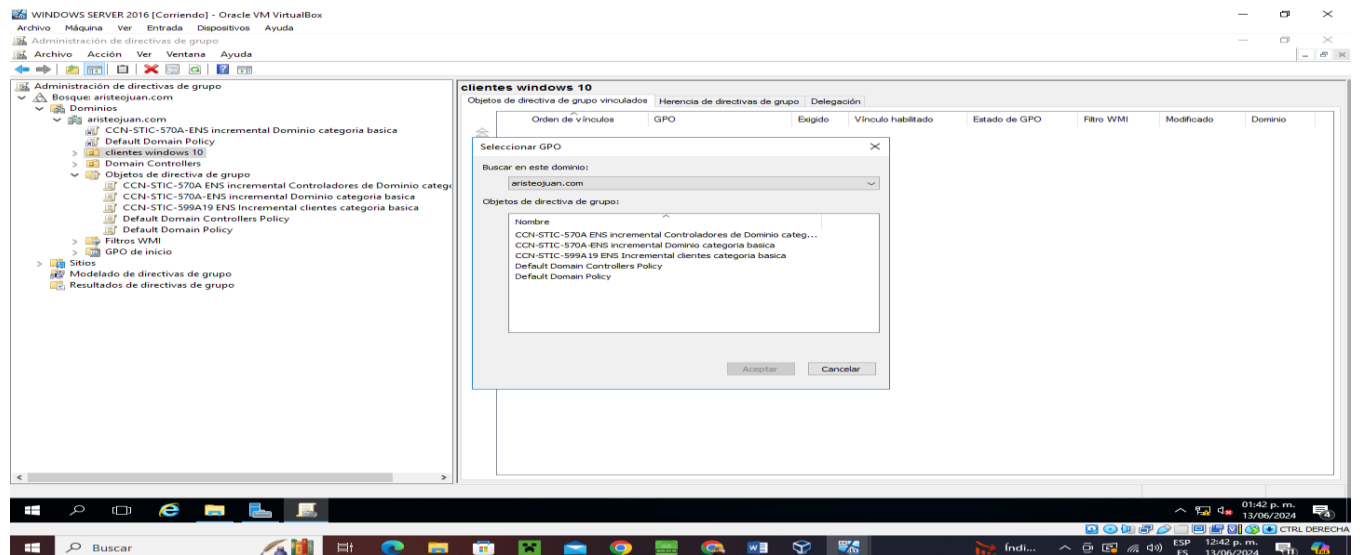 WINDOWS SERVER 2016 [Corriendo] - Oracle VM VirtualBox
Archivo Máquina Ver Entrada Dispositivos Ayuda
Administración de directivas de grupo
Archivo Acción Ver Ventana Ayuda
Administración de directivas de grupo
Bosque: aristeojuan.com
Dominios
aristeojuan.com
CCN-STIC-570A-ENS incremental Dominio categoria basica
Default Domain Policy
clientes windows 10
Domain Controllers
Objetos de directiva de grupo
CCN-STIC-570A ENS incremental Controladores de Dominio catego
CCN-STIC-570A-ENS incremental Dominio categoria basica
CCN-STIC-599A19 ENS Incremental clientes categoria basica
Default Domain Controllers Policy
Default Domain Policy
Filtros WMI
GPO de inicio
Sitios
Modelado de directivas de grupo
Resultados de directivas de grupo
clientes windows 10
Objetos de directiva de grupo vinculados Herencia de directivas de grupo Delegación
Orden de vínculos GPO Exigido Vínculo habilitado Estado de GPO Filtro WMI Modificado Dominio
Seleccionar GPO
Buscar en este dominio:
aristeojuan.com
Objetos de directiva de grupo:
Nombre
CCN-STIC-570A ENS incremental Controladores de Dominio categ...
CCN-STIC-570A-ENS incremental Dominio categoria basica
CCN-STIC-599A19 ENS Incremental clientes categoria basica
Default Domain Controllers Policy
Default Domain Policy
Aceptar Cancelar
01:42 p. m.
13/06/2024
CTRL DERECHA
Buscar
Índi...
ESP 12:42 p. m.
ES 13/06/2024